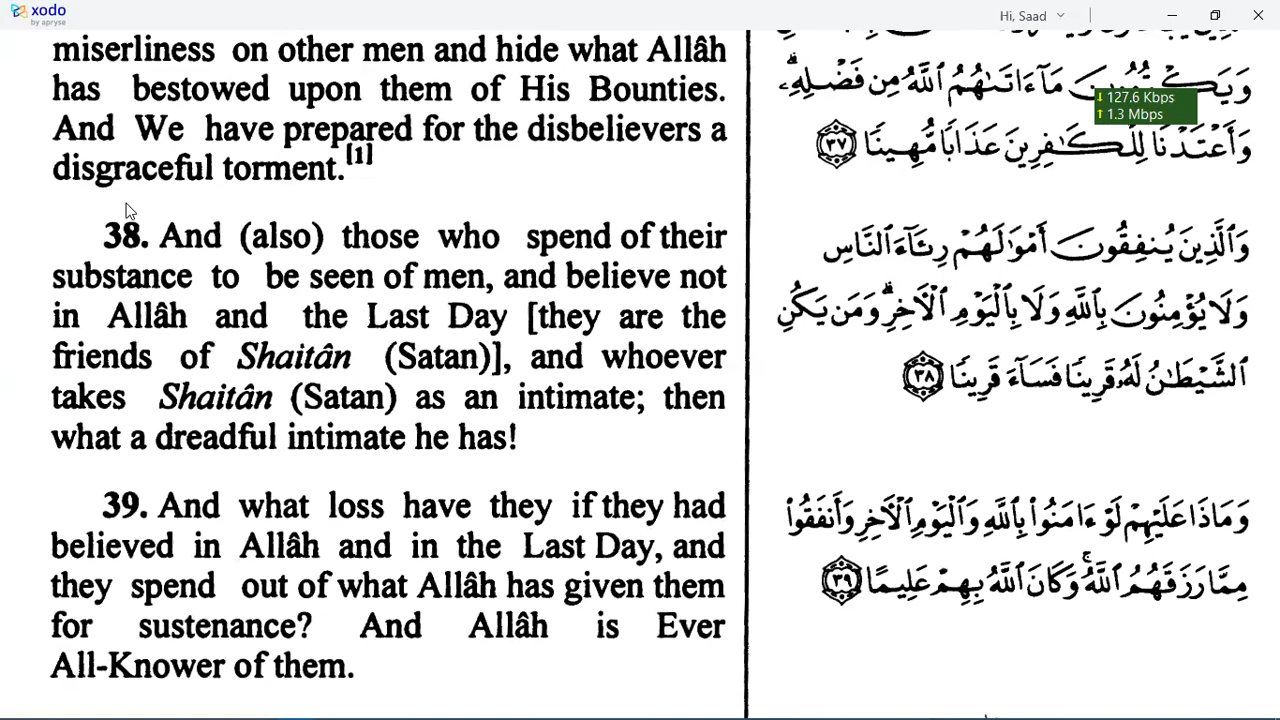 xodo
by apryse
Hi, Saad
miserliness on other men and hide what Allâh
has bestowed upon them of His Bounties.
And We have prepared for the disbelievers a
disgraceful torment.[1]
38. And (also) those who spend of their
substance to be seen of men, and believe not
in Allâh and the Last Day [they are the
friends of Shaitân (Satan)], and whoever
takes Shaitân (Satan) as an intimate; then
what a dreadful intimate he has!
39. And what loss have they if they had
believed in Allâh and in the Last Day, and
they spend out of what Allâh has given them
for sustenance? And Allâh is Ever
All-Knower of them.
مَآ ءَاتَىٰهُمُ ٱللَّهُ مِن فَضْلِهِۦۗ
↓ 127.6 Kbps
↑ 1.3 Mbps
وَأَعْتَدْنَا لِلْكَٰفِرِينَ عَذَابًا مُّهِينًا ٣٧
وَٱلَّذِينَ يُنفِقُونَ أَمْوَٰلَهُمْ رِئَآءَ ٱلنَّاسِ
وَلَا يُؤْمِنُونَ بِٱللَّهِ وَلَا بِٱلْيَوْمِ ٱلْـَٔاخِرِۗ وَمَن يَكُنِ
ٱلشَّيْطَٰنُ لَهُۥ قَرِينًا فَسَآءَ قَرِينًا ٣٨
وَمَاذَا عَلَيْهِمْ لَوْ ءَامَنُوا۟ بِٱللَّهِ وَٱلْيَوْمِ ٱلْـَٔاخِرِ وَأَنفَقُوا۟
مِمَّا رَزَقَهُمُ ٱللَّهُۚ وَكَانَ ٱللَّهُ بِهِمْ عَلِيمًا ٣٩